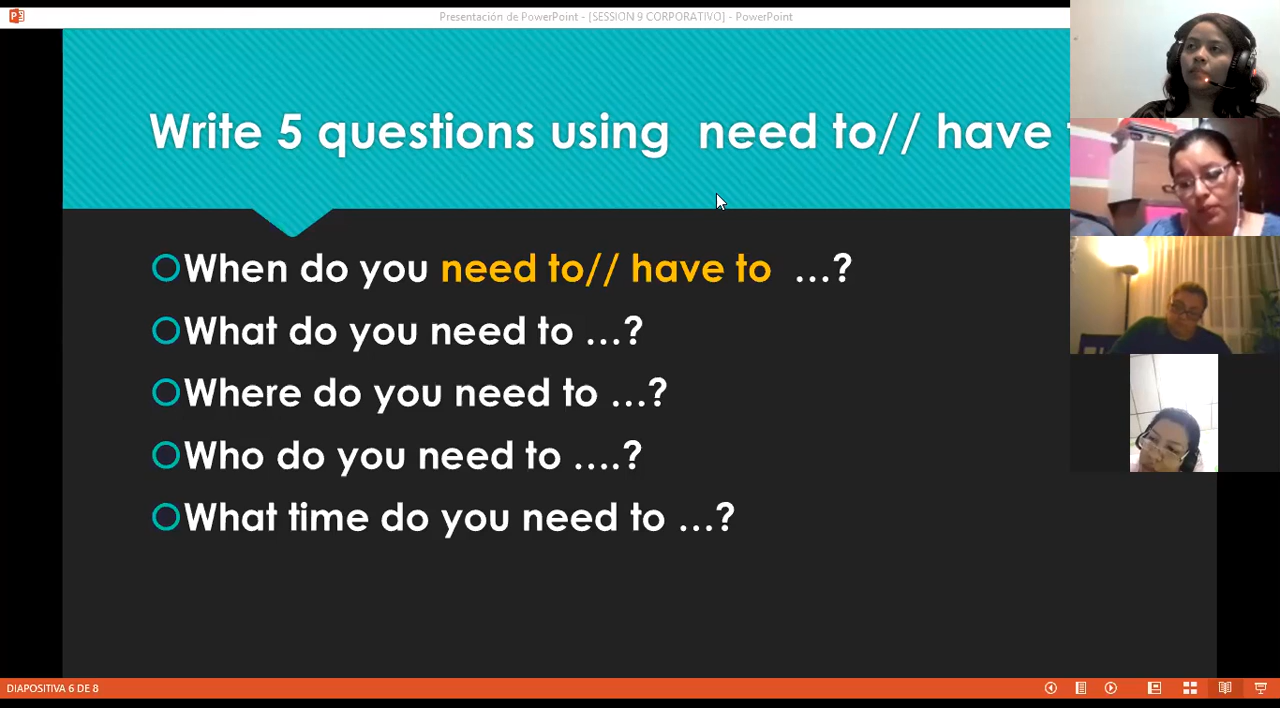 Presentación de PowerPoint - [SESSION 9 CORPORATIVO] - PowerPoint
Write 5 questions using need to// have
When do you need to// have to ...?
What do you need to ...?
Where do you need to ...?
Who do you need to ....?
What time do you need to ...?
DIAPOSITIVA 6 DE 8